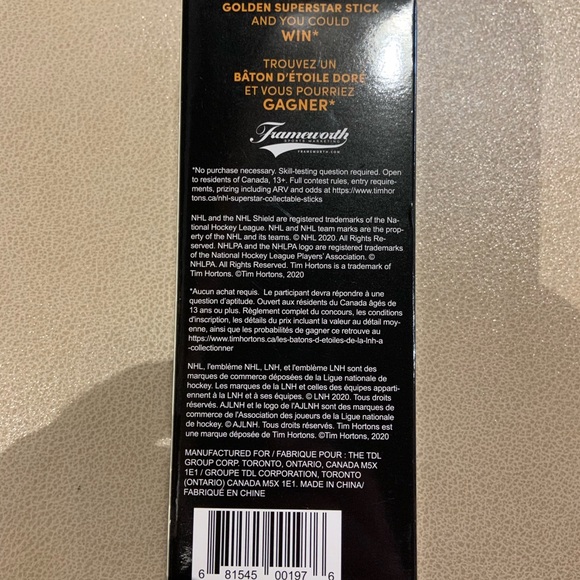 GOLDEN SUPERSTAR STICK
AND YOU COULD
WIN*
TROUVEZ UN
BÂTON D'ÉTOILE DORÉ
ET VOUS POURRIEZ
GAGNER*
Frameworth
SPORTS MARKETING
FRAMEWORTH.COM
*No purchase necessary. Skill-testing question required. Open
to residents of Canada, 13+. Full contest rules, entry require-
ments, prizing including ARV and odds at https://www.timhor
tons.ca/nhl-superstar-collectable-sticks
NHL and the NHL Shield are registered trademarks of the Na-
tional Hockey League. NHL and NHL team marks are the prop-
erty of the NHL and its teams. © NHL 2020. All Rights Re-
served. NHLPA and the NHLPA logo are registered trademarks
of the National Hockey League Players' Association. ©
NHLPA. All Rights Reserved. Tim Hortons is a trademark of
Tim Hortons. ©Tim Hortons, 2020
*Aucun achat requis. Le participant devra répondre à une
question d'aptitude. Ouvert aux résidents du Canada âgés de
13 ans ou plus. Règlement complet du concours, les conditions
d'inscription, les détails du prix incluant la valeur au détail moy-
enne, ainsi que les probabilités de gagner ce retrouve au
https://www.timhortons.ca/les-batons-d-etoiles-de-la-lnh-a
-collectionner
NHL, l'emblème NHL, LNH, et l'emblème LNH sont des
marques de commerce déposées de la Ligue nationale de
hockey. Les marques de la LNH et celles des équipes apparti-
ennent à la LNH et à ses équipes. © LNH 2020. Tous droits
réservés. AJLNH et le logo de l'AJLNH sont des marques de
commerce de l'Association des joueurs de la Ligue nationale
de hockey. © AJLNH. Tous droits réservés. Tim Hortons est
une marque déposée de Tim Hortons. ©Tim Hortons, 2020
MANUFACTURED FOR / FABRIQUÉ POUR : THE TDL
GROUP CORP. TORONTO, ONTARIO, CANADA M5X
1E1 / GROUPE TDL CORPORATION, TORONTO
(ONTARIO) CANADA M5X 1E1. MADE IN CHINA/
FABRIQUÉ EN CHINE
6 81545 00197 6